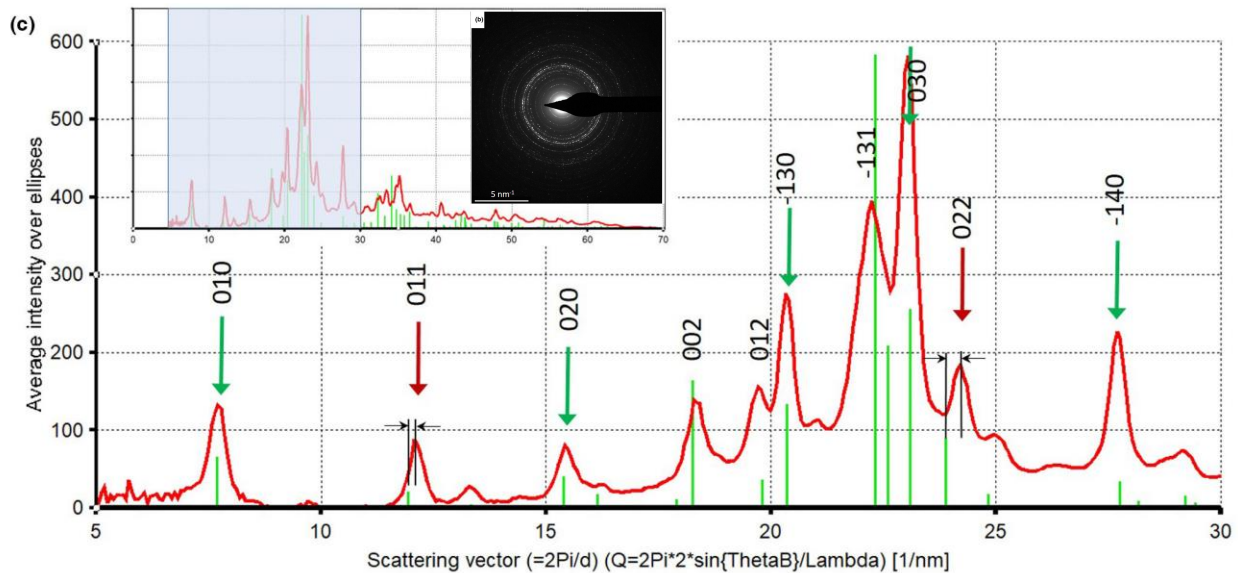 (c)
(b)
5 nm⁻¹
0 10 20 30 40 50 60 70
600
500
400
300
200
100
0
Average intensity over ellipses
010
011
020
002
012
-130
-131
030
022
-140
5 10 15 20 25 30
Scattering vector (=2Pi/d) (Q=2Pi*2*sin{ThetaB}/Lambda) [1/nm]